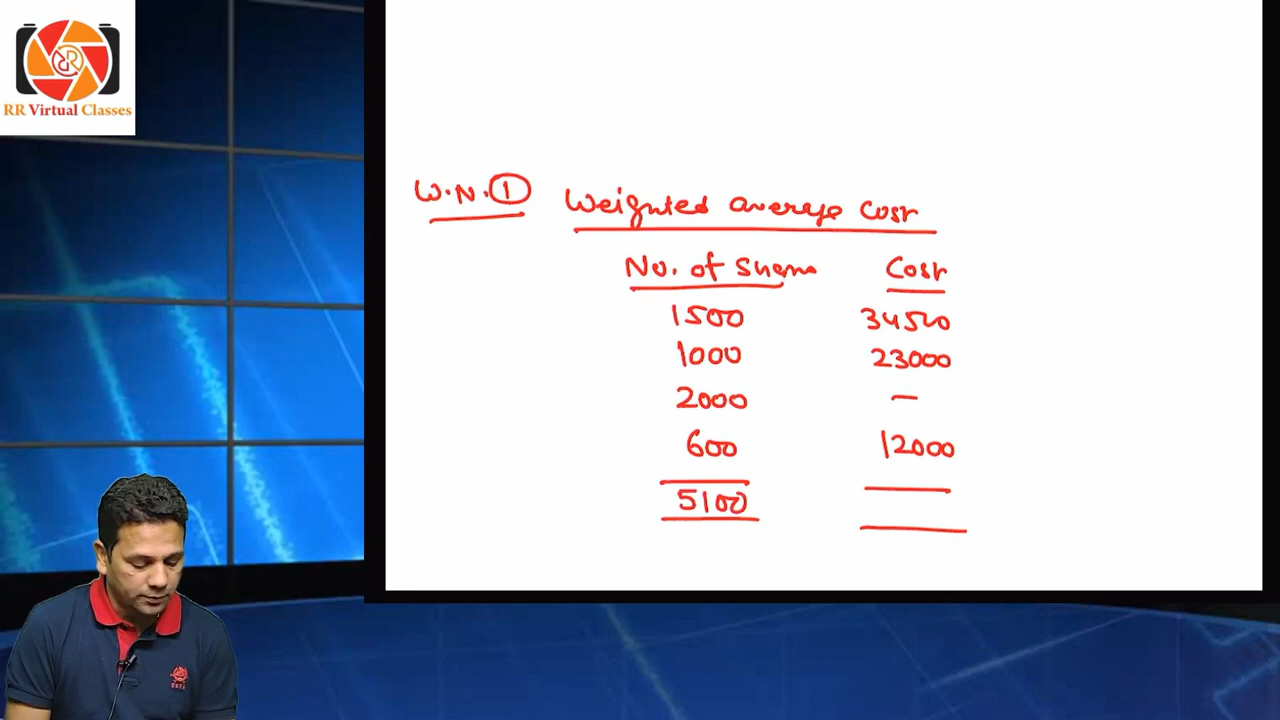 RR Virtual Classes
W.N. 1 Weighted average Cost
No. of Shares Cost
1500 34500
1000 23000
2000 —
600 12000
5100